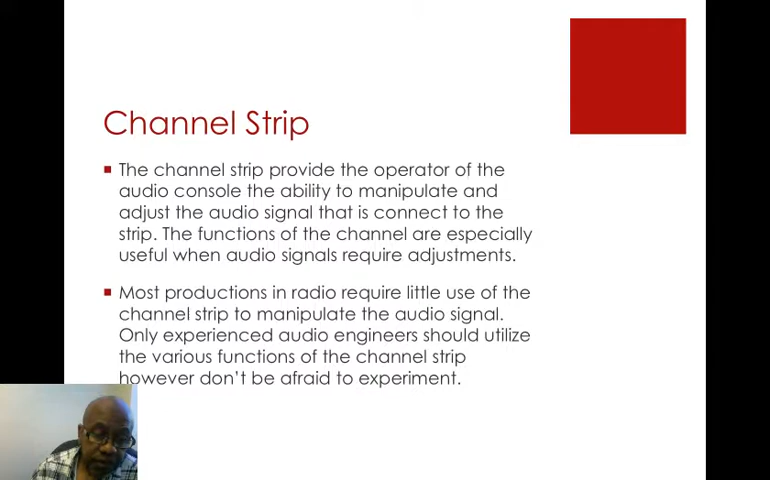 Channel Strip
The channel strip provide the operator of the
audio console the ability to manipulate and
adjust the audio signal that is connect to the
strip. The functions of the channel are especially
useful when audio signals require adjustments.
Most productions in radio require little use of the
channel strip to manipulate the audio signal.
Only experienced audio engineers should utilize
the various functions of the channel strip
however don't be afraid to experiment.